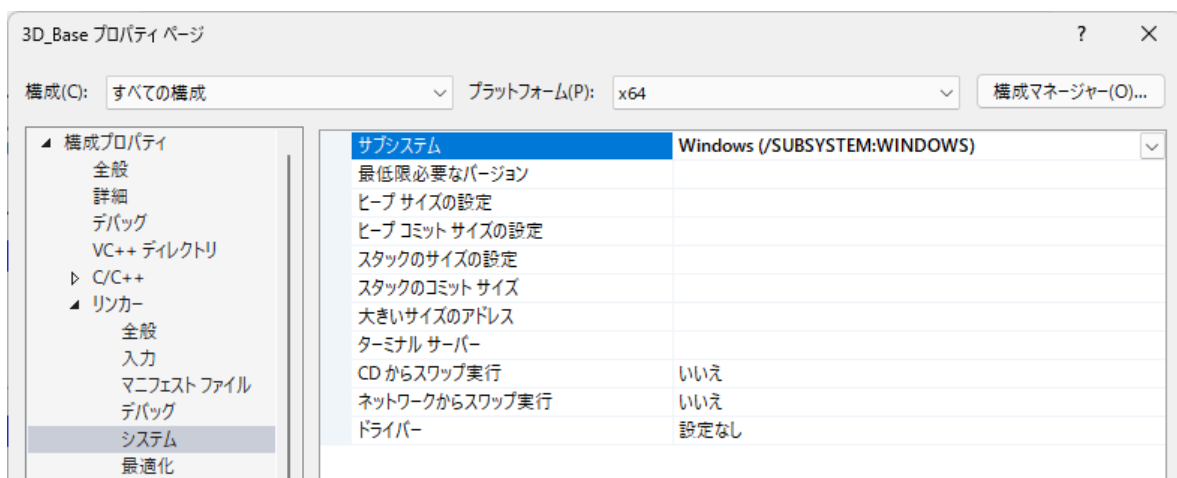 3D_Base プロパティ ページ ? ×
構成(C): すべての構成 プラットフォーム(P): x64 構成マネージャー(O)...
構成プロパティ
全般
詳細
デバッグ
VC++ ディレクトリ
C/C++
リンカー
全般
入力
マニフェスト ファイル
デバッグ
システム
最適化
サブシステム Windows (/SUBSYSTEM:WINDOWS)
最低限必要なバージョン
ヒープ サイズの設定
ヒープ コミット サイズの設定
スタックのサイズの設定
スタックのコミット サイズ
大きいサイズのアドレス
ターミナル サーバー
CD からスワップ実行 いいえ
ネットワークからスワップ実行 いいえ
ドライバー 設定なし